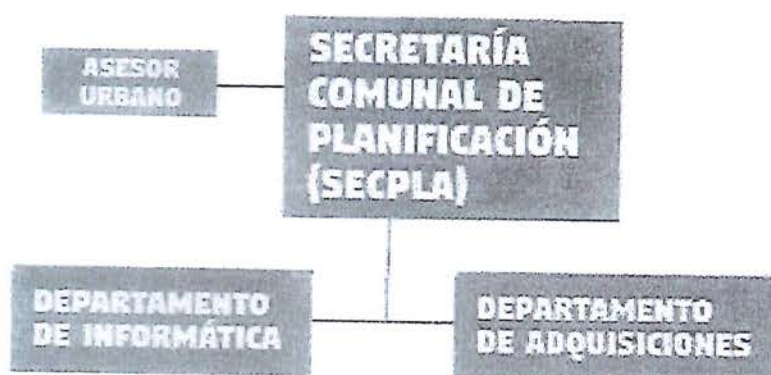 ASESOR
URBANO
SECRETARÍA
COMUNAL DE
PLANIFICACIÓN
(SECPLA)
DEPARTAMENTO
DE INFORMÁTICA
DEPARTAMENTO
DE ADQUISICIONES